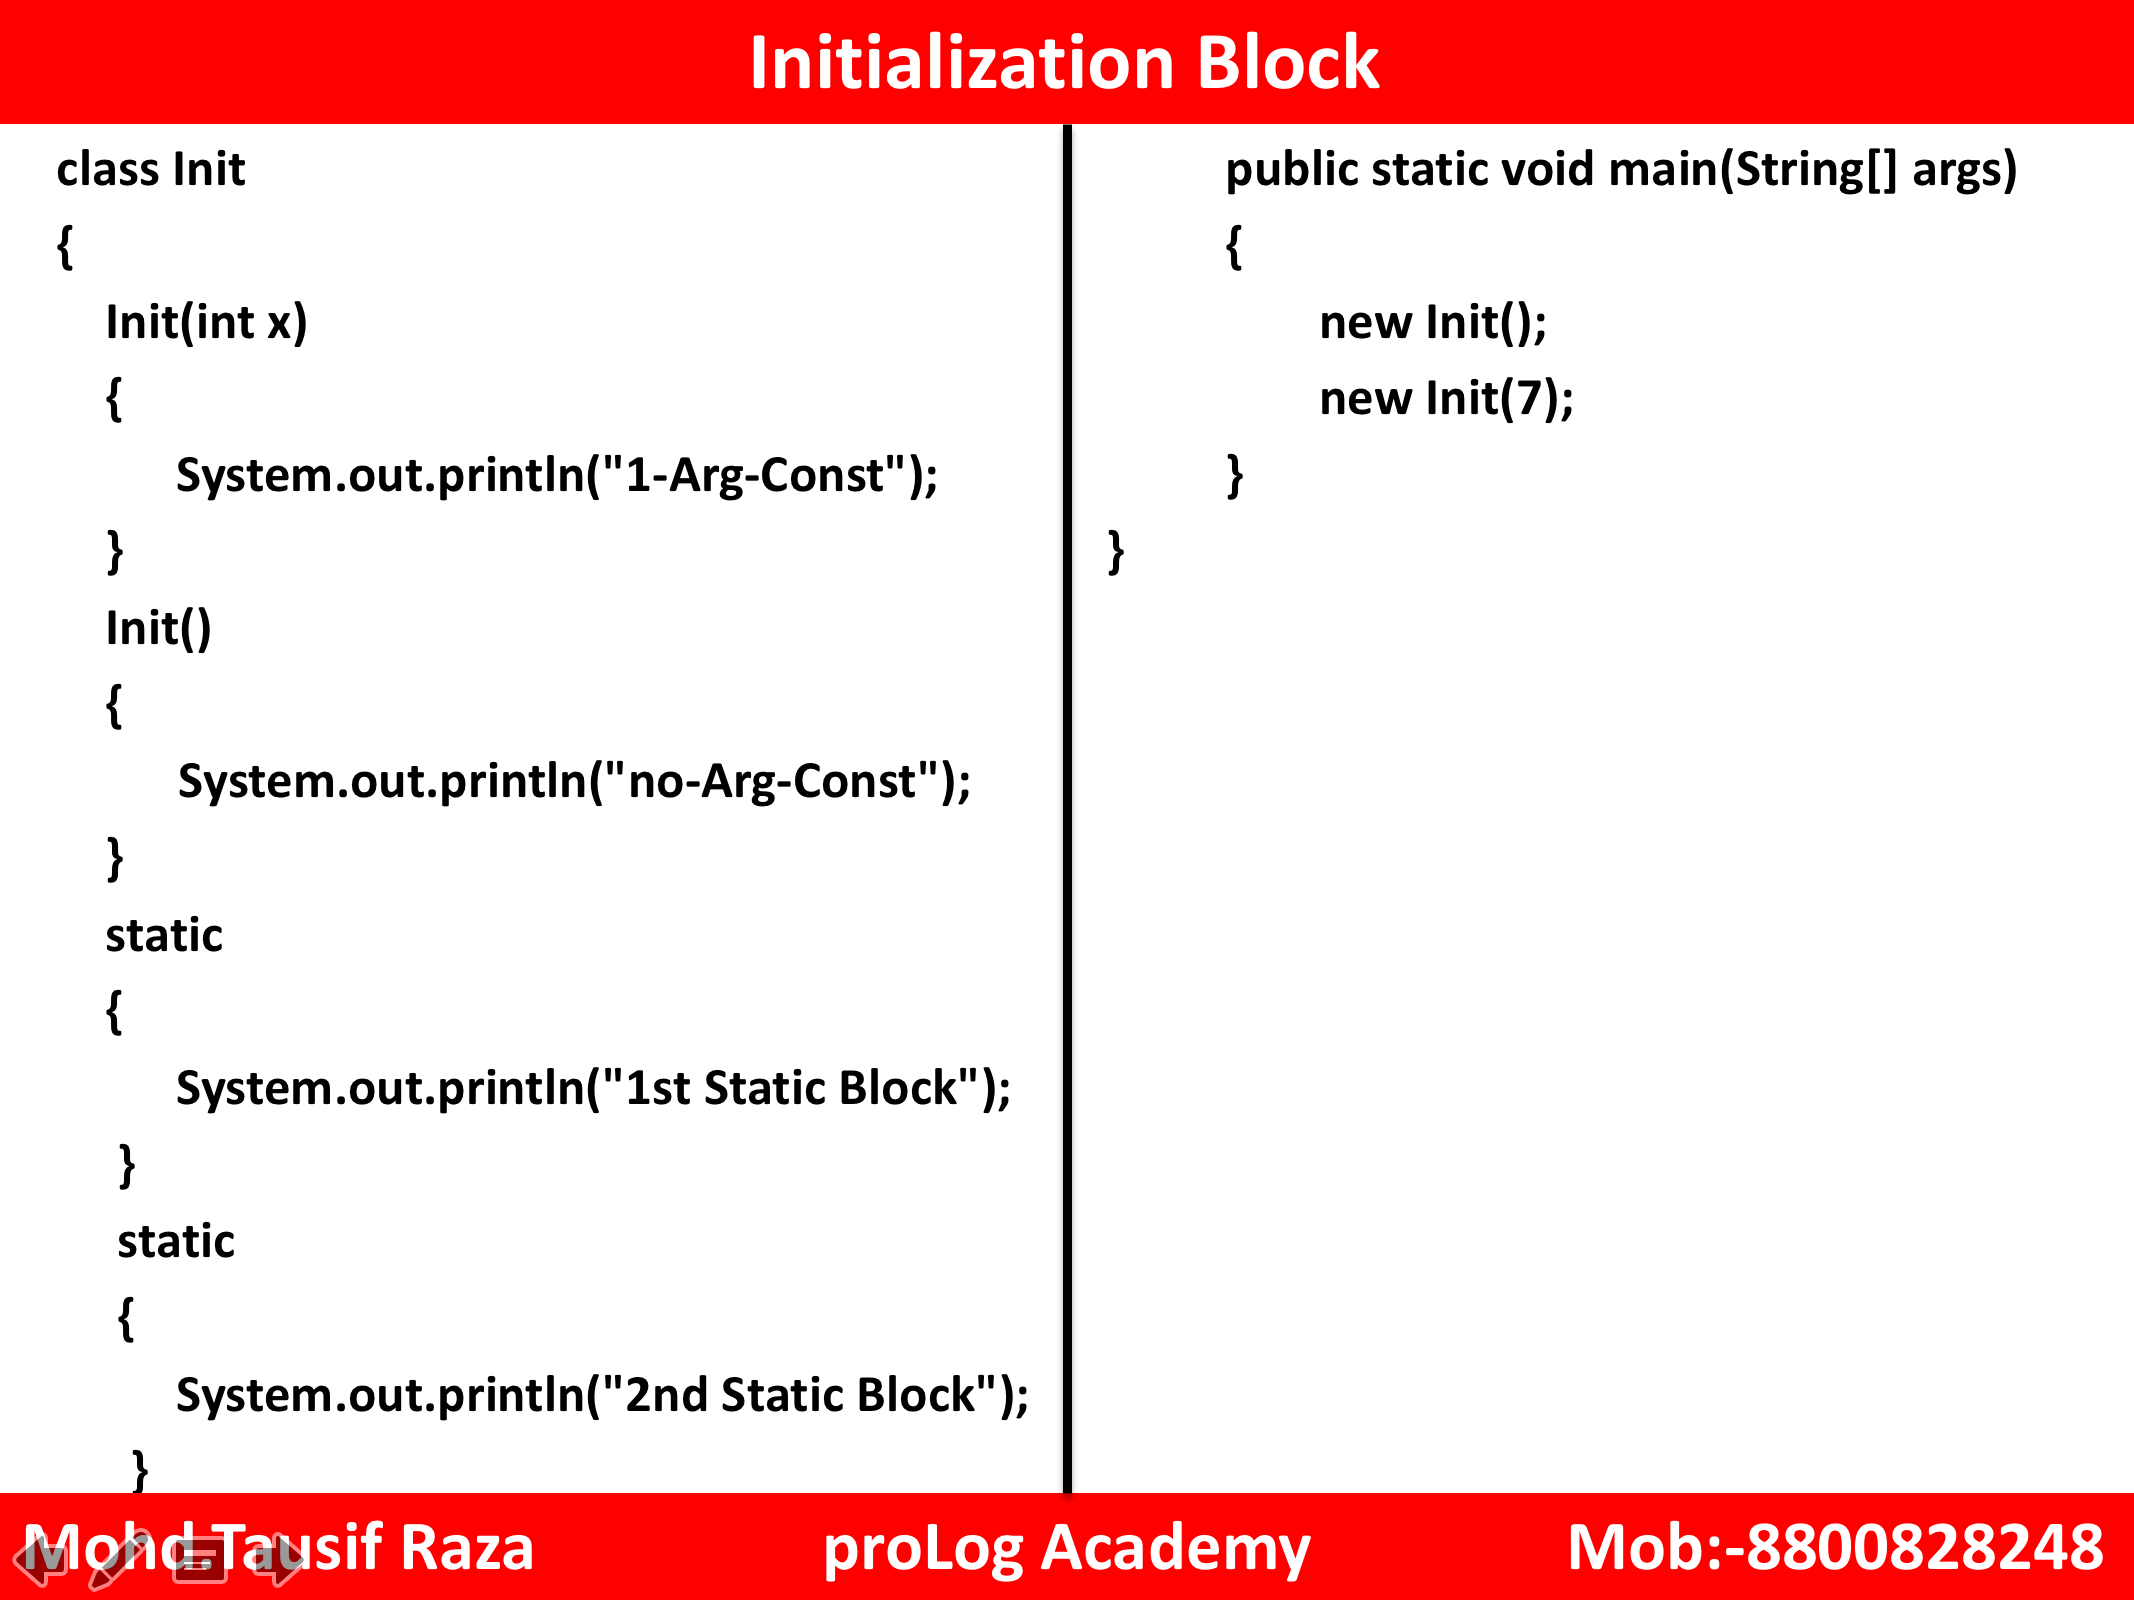 Initialization Block
class Init
{
Init(int x)
{
System.out.println("1-Arg-Const");
}
Init()
{
System.out.println("no-Arg-Const");
}
static
{
System.out.println("1st Static Block");
}
static
{
System.out.println("2nd Static Block");
}
public static void main(String[] args)
{
new Init();
new Init(7);
}
}
Mohd.Tausif Raza
proLog Academy
Mob:-8800828248